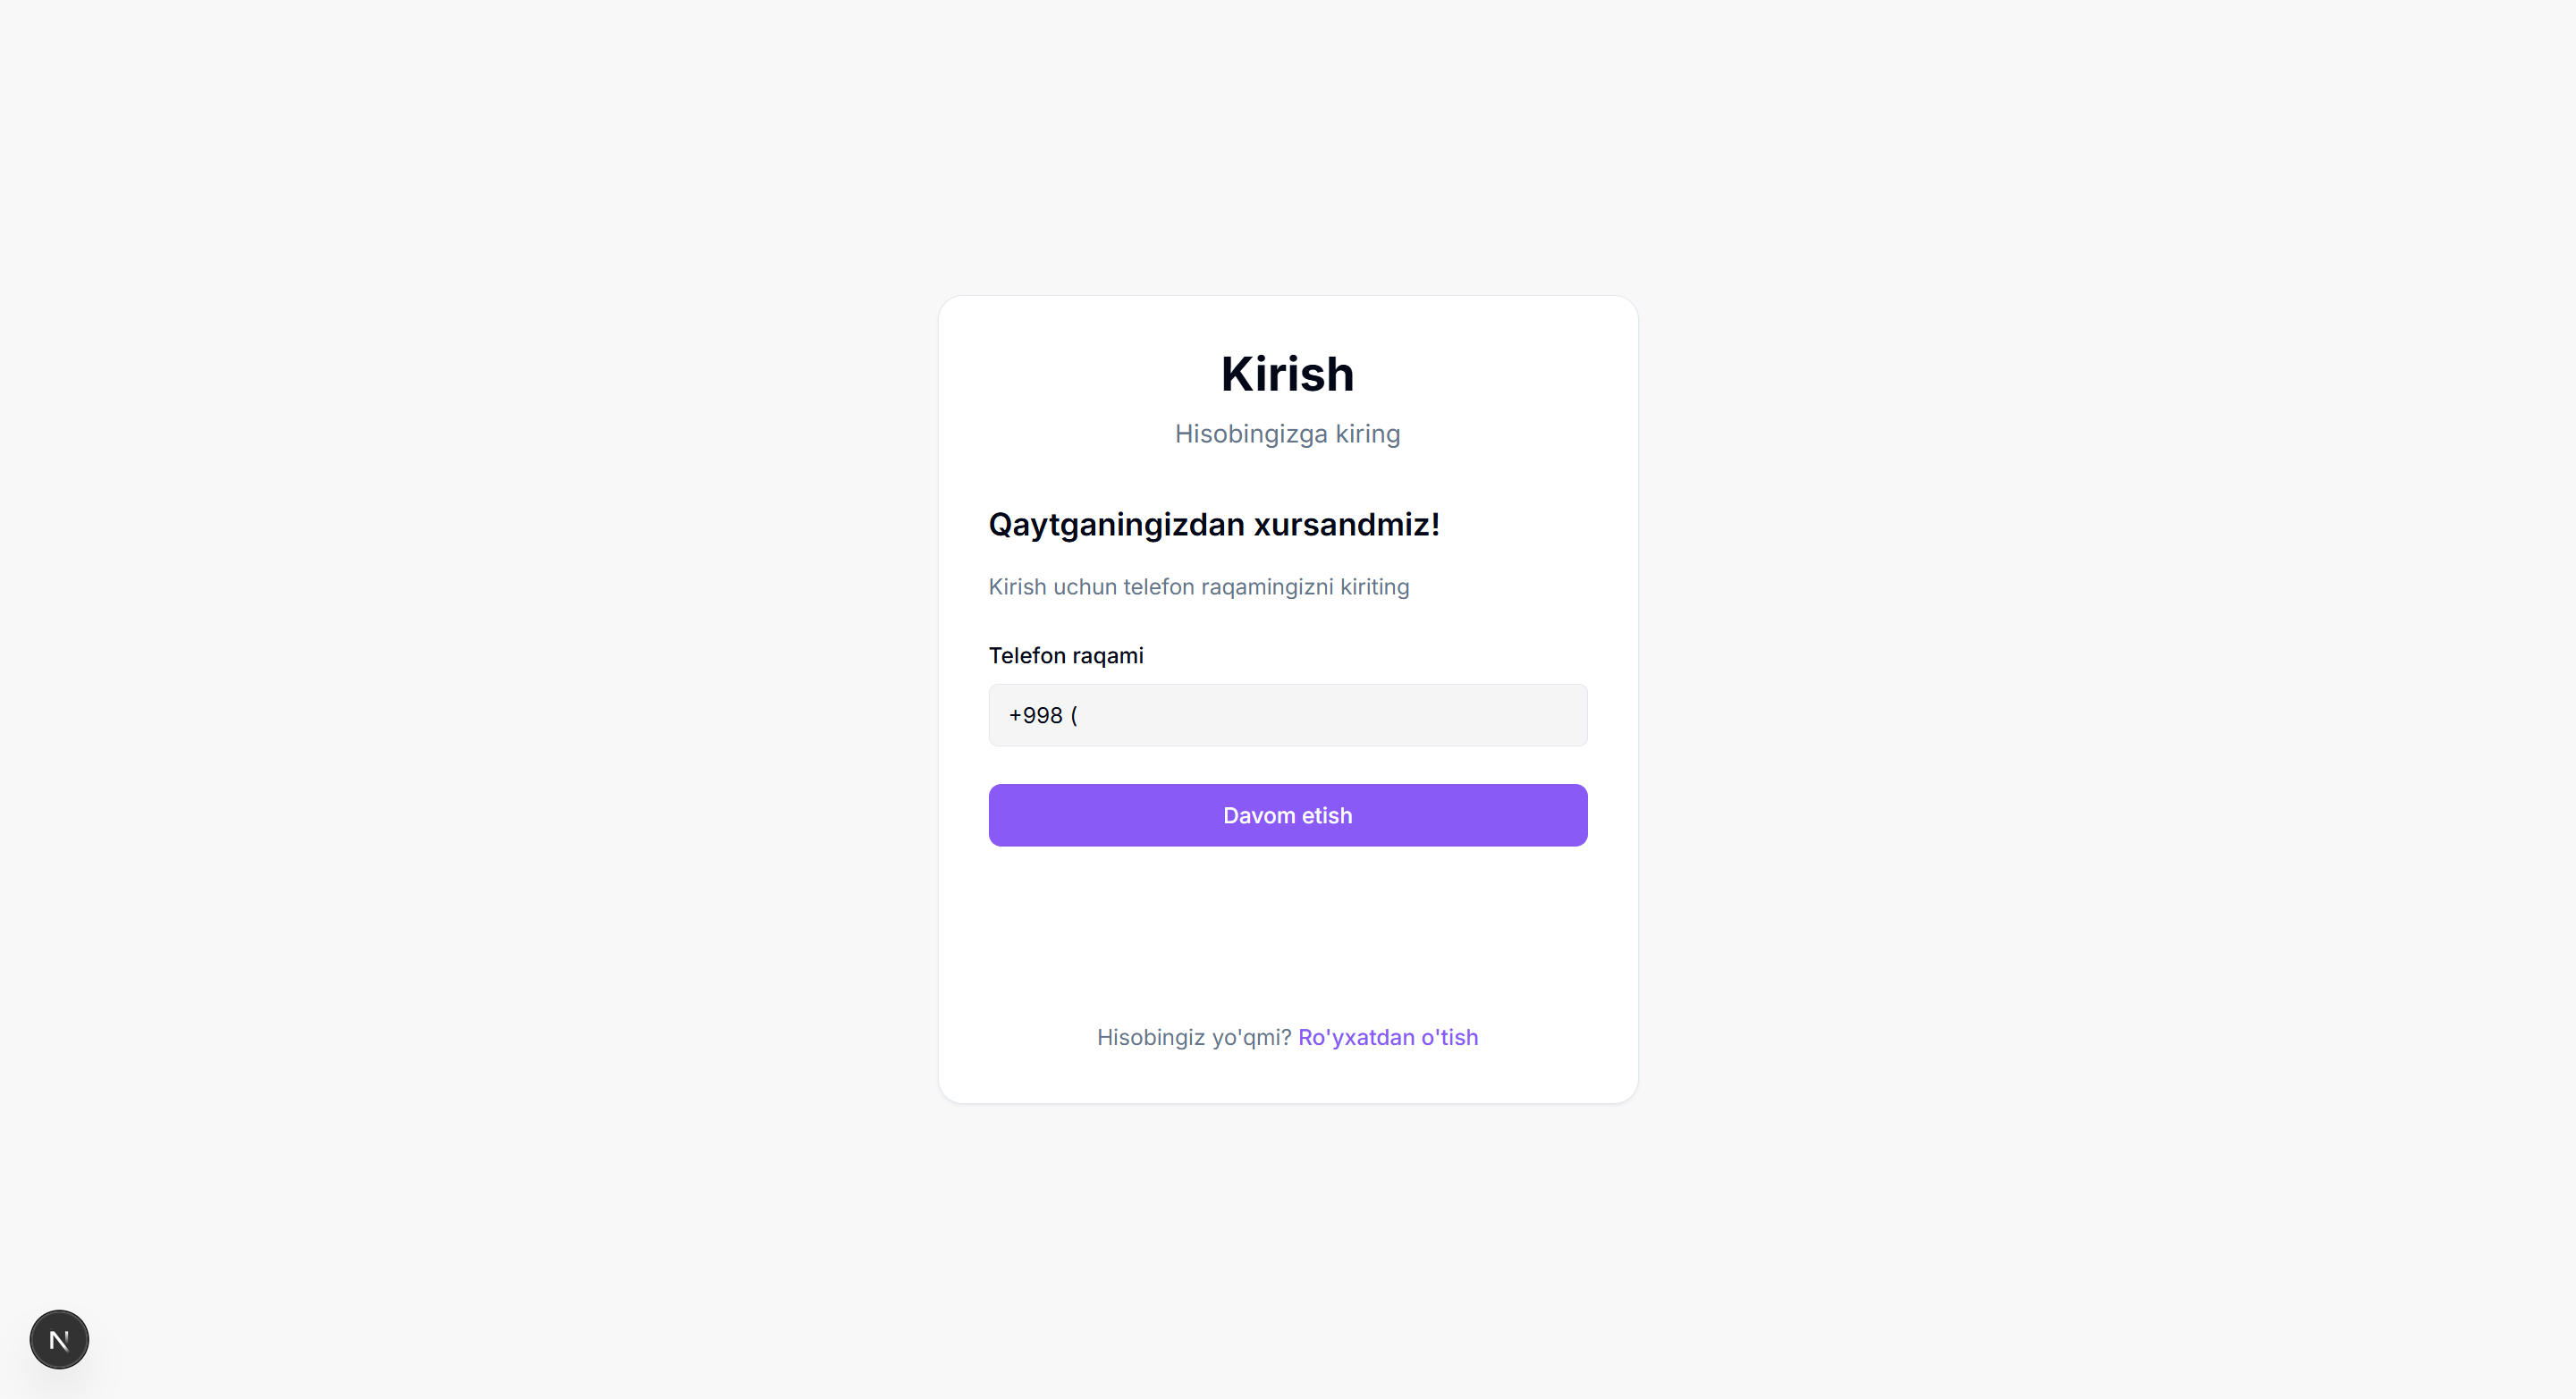 Kirish
Hisobingizga kiring
Qaytganingizdan xursandmiz!
Kirish uchun telefon raqamingizni kiriting
Telefon raqami
+998 (
Davom etish
Hisobingiz yo'qmi? Ro'yxatdan o'tish
N